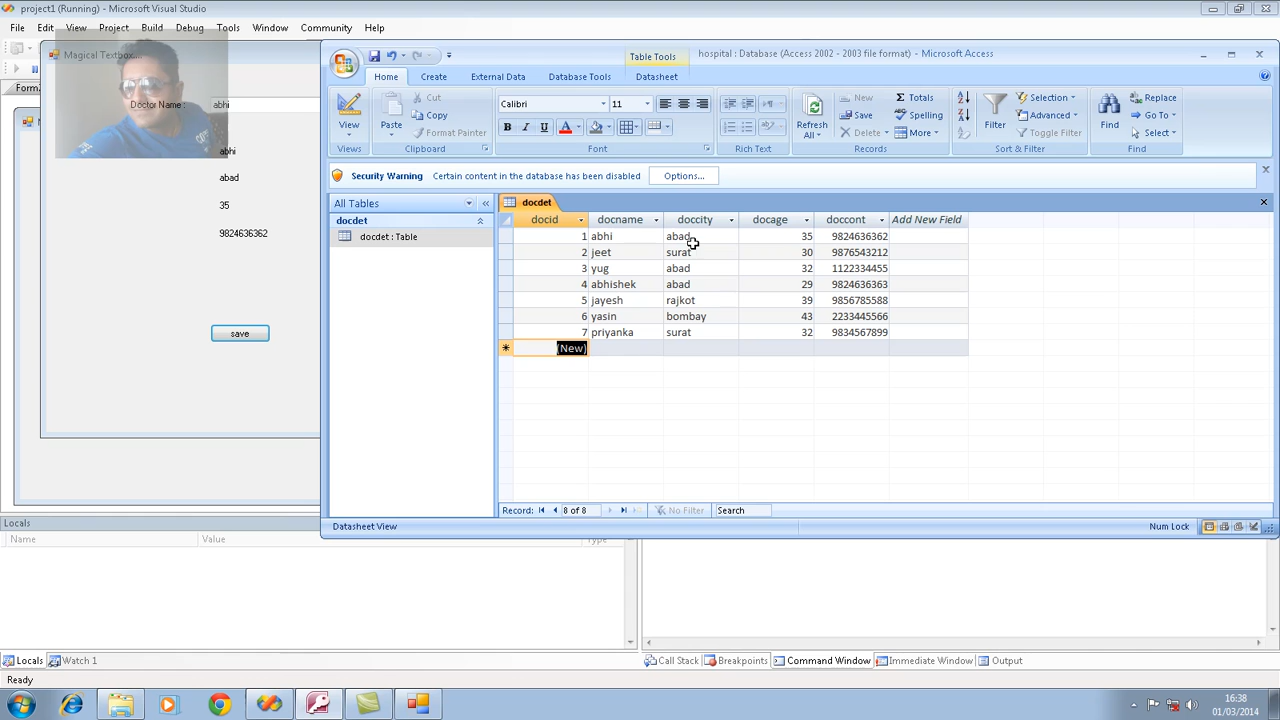 project1 (Running) - Microsoft Visual Studio
File Edit View Project Build Debug Tools Window Community Help
Magical Textbox
Doctor Name :
abhi
abhi
abad
35
9824636362
save
Form
hospital : Database (Access 2002 - 2003 file format) - Microsoft Access
Table Tools
Home Create External Data Database Tools Datasheet
View
Views
Paste
Cut
Copy
Format Painter
Clipboard
Calibri 11
B I U A
Font
Rich Text
Refresh All
New
Save
Delete
Totals
Spelling
More
Records
Filter
Selection
Advanced
Toggle Filter
Sort & Filter
Find
Replace
Go To
Select
Find
Security Warning Certain content in the database has been disabled Options...
All Tables
docdet
docdet : Table
docdet
docid docname doccity docage doccont Add New Field
1 abhi abad 35 9824636362
2 jeet surat 30 9876543212
3 yug abad 32 1122334455
4 abhishek abad 29 9824636363
5 jayesh rajkot 39 9856785588
6 yasin bombay 43 2233445566
7 priyanka surat 32 9834567899
(New)
Record: 8 of 8 No Filter Search
Datasheet View Num Lock
Locals
Name Value Type
Locals Watch 1
Call Stack Breakpoints Command Window Immediate Window Output
Ready
16:38
01/03/2014